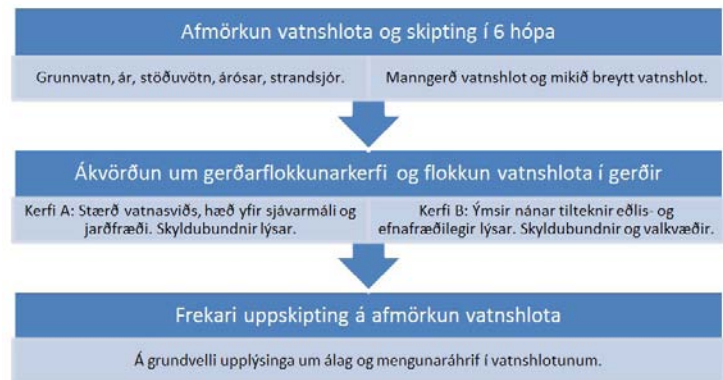 Afmörkun vatnshlota og skipting í 6 hópa
Grunnvatn, ár, stöðuvötn, árósar, strandsjór.
Manngerð vatnshlot og mikið breytt vatnshlot.
Ákvörðun um gerðarflokkunarkerfi og flokkun vatnshlota í gerðir
Kerfi A: Stærð vatnasviðs, hæð yfir sjávarmáli og
jarðfræði. Skyldubundnir lýsar.
Kerfi B: Ýmsir nánar tilteknir eðlis- og
efnafræðilegir lýsar. Skyldubundnir og valkvæðir.
Frekari uppskipting á afmörkun vatnshlota
Á grundvelli upplýsinga um álag og mengunaráhrif í vatnshlotunum.